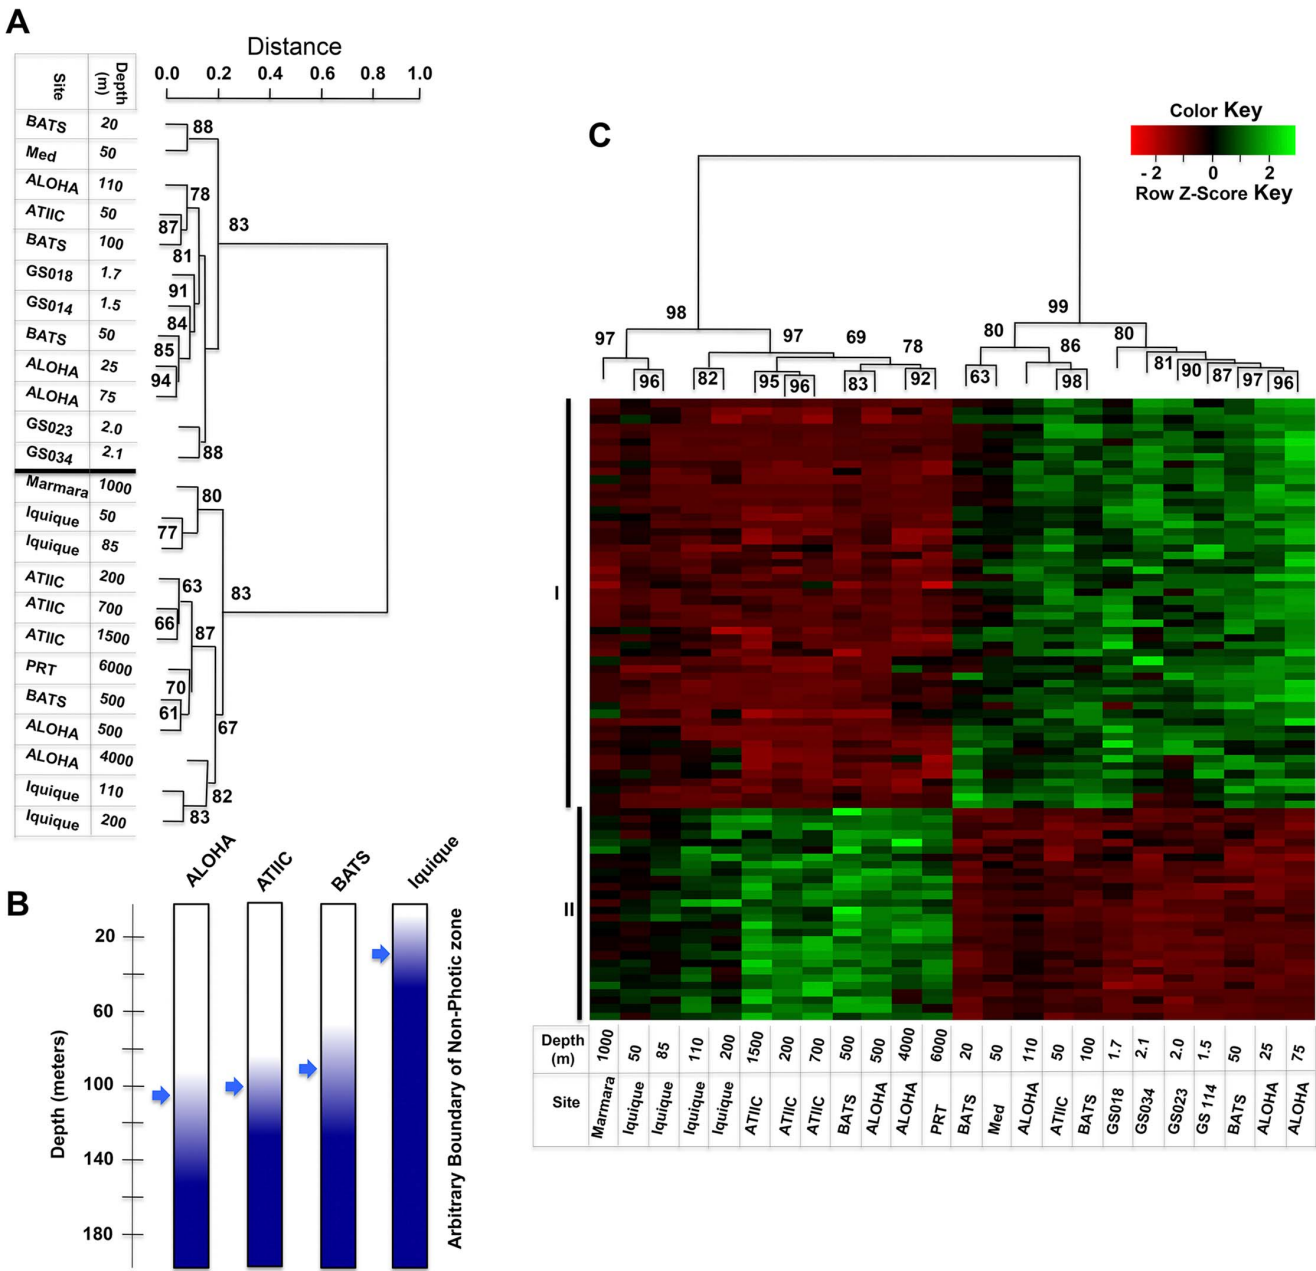 A
Distance
0.0 0.2 0.4 0.6 0.8 1.0
Site Depth (m)
BATS 20
Med 50
ALOHA 110
ATIIC 50
BATS 100
GS018 1.7
GS014 1.5
BATS 50
ALOHA 25
ALOHA 75
GS023 2.0
GS034 2.1
Marmara 1000
Iquique 50
Iquique 85
ATIIC 200
ATIIC 700
ATIIC 1500
PRT 6000
BATS 500
ALOHA 500
ALOHA 4000
Iquique 110
Iquique 200
88
78
87
83
81
91
84
85
94
88
80
77
63
83
66
87
70
61
67
82
83
B
ALOHA ATIIC BATS Iquique
Depth (meters)
20
60
100
140
180
Arbitrary Boundary of Non-Photic zone
C
Color Key
-2 0 2
Row Z-Score Key
98 99
97 97 69 78 80 86 80
96 82 95 96 83 92 63 98 81 90 87 97 96
I
II
Depth (m) 1000 50 85 110 200 1500 200 700 500 500 4000 6000 20 50 110 50 100 1.7 2.1 2.0 1.5 50 25 75
Site Marmara Iquique Iquique Iquique Iquique ATIIC ATIIC ATIIC BATS ALOHA ALOHA PRT BATS Med ALOHA ATIIC BATS GS018 GS034 GS023 GS 114 BATS ALOHA ALOHA